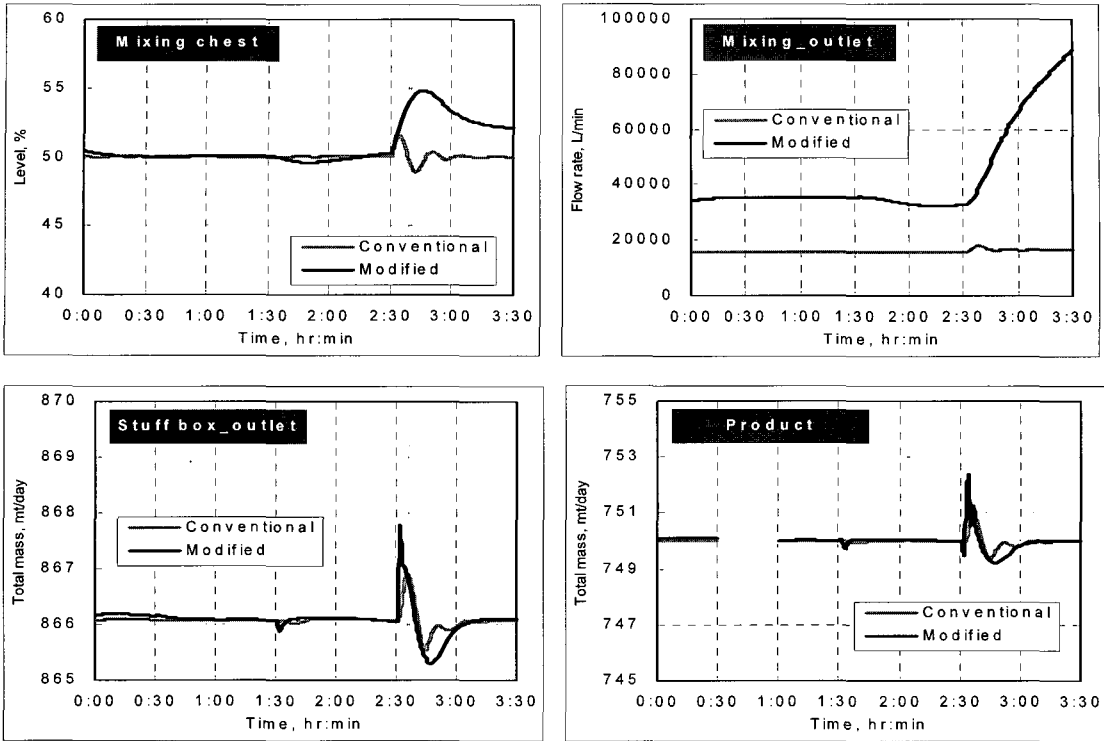 Mixing chest
60
55
50
45
40
Level, %
Conventional
Modified
0:00 0:30 1:00 1:30 2:00 2:30 3:00 3:30
Time, hr:min
Mixing_outlet
100000
80000
60000
40000
20000
0
Flow rate, L/min
Conventional
Modified
0:00 0:30 1:00 1:30 2:00 2:30 3:00 3:30
Time, hr:min
Stuff box_outlet
870
869
868
867
866
865
Total mass, mt/day
Conventional
Modified
0:00 0:30 1:00 1:30 2:00 2:30 3:00 3:30
Time, hr:min
Product
755
753
751
749
747
745
Total mass, mt/day
Conventional
Modified
0:00 0:30 1:00 1:30 2:00 2:30 3:00 3:30
Time, hr:min